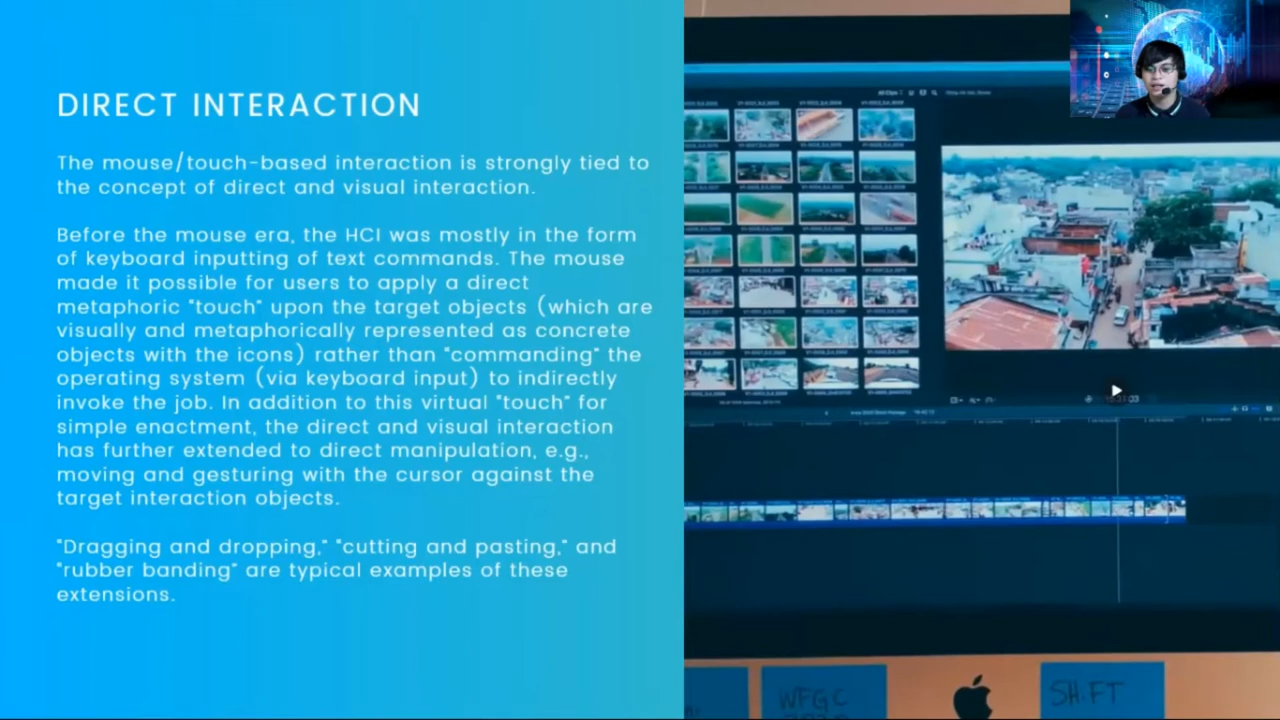 DIRECT INTERACTION
The mouse/touch-based interaction is strongly tied to
the concept of direct and visual interaction.
Before the mouse era, the HCI was mostly in the form
of keyboard inputting of text commands. The mouse
made it possible for users to apply a direct
metaphoric "touch" upon the target objects (which are
visually and metaphorically represented as concrete
objects with the icons) rather than "commanding" the
operating system (via keyboard input) to indirectly
invoke the job. In addition to this virtual "touch" for
simple enactment, the direct and visual interaction
has further extended to direct manipulation, e.g.,
moving and gesturing with the cursor against the
target interaction objects.
"Dragging and dropping," "cutting and pasting," and
"rubber banding" are typical examples of these
extensions.
All Clips
WFGC
SHIFT